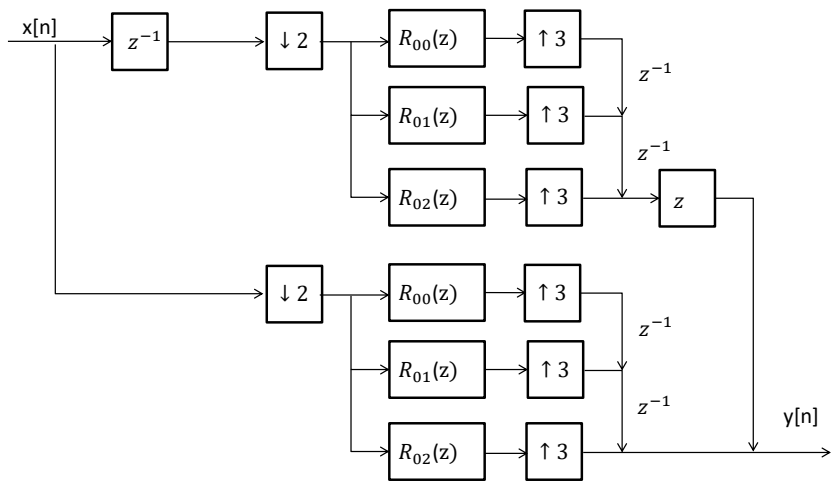 x[n]
z⁻¹
↓ 2
R₀₀(z)
↑ 3
z⁻¹
R₀₁(z)
↑ 3
z⁻¹
R₀₂(z)
↑ 3
z
↓ 2
R₀₀(z)
↑ 3
z⁻¹
R₀₁(z)
↑ 3
z⁻¹
y[n]
R₀₂(z)
↑ 3